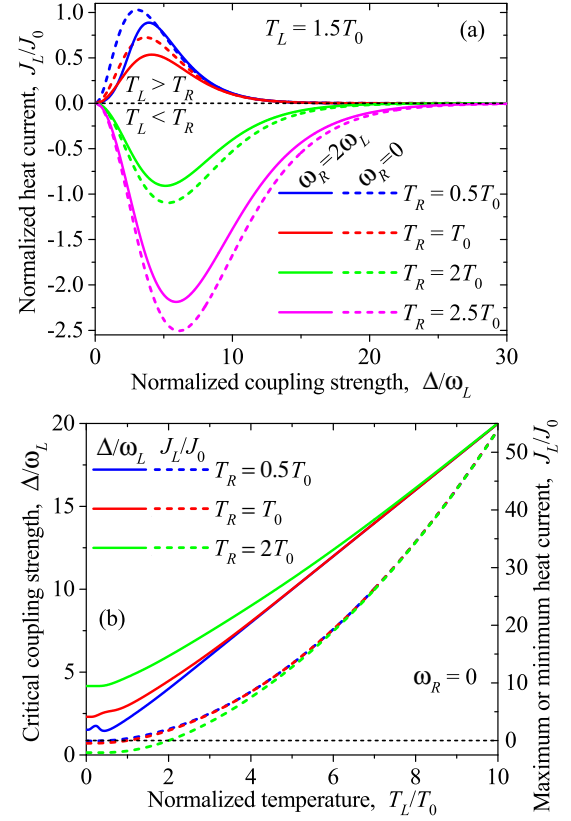 T_L = 1.5T_0
(a)
T_L > T_R
T_L < T_R
ω_R=2ω_L
ω_R=0
T_R = 0.5T_0
T_R = T_0
T_R = 2T_0
T_R = 2.5T_0
1.0
0.5
0.0
-0.5
-1.0
-1.5
-2.0
-2.5
Normalized heat current, J_L/J_0
0 10 20 30
Normalized coupling strength, Δ/ω_L
Δ/ω_L J_L/J_0
T_R = 0.5T_0
T_R = T_0
T_R = 2T_0
(b)
ω_R = 0
20
15
10
5
0
Critical coupling strength, Δ/ω_L
50
40
30
20
10
0
Maximum or minimum heat current, J_L/J_0
0 2 4 6 8 10
Normalized temperature, T_L/T_0